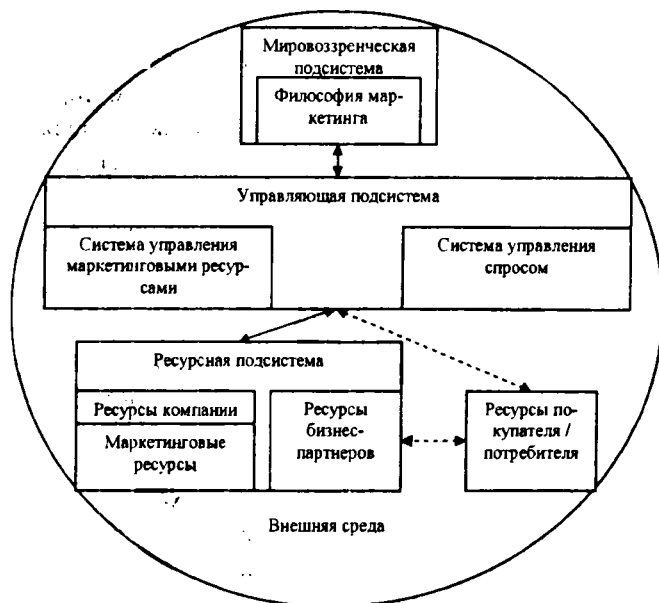 Мировоззренческая
подсистема
Философия мар-
кетинга
Управляющая подсистема
Система управления
маркетинговыми ресур-
сами
Система управления
спросом
Ресурсная подсистема
Ресурсы компании
Маркетинговые
ресурсы
Ресурсы
бизнес-
партнеров
Ресурсы по-
купателя /
потребителя
Внешняя среда